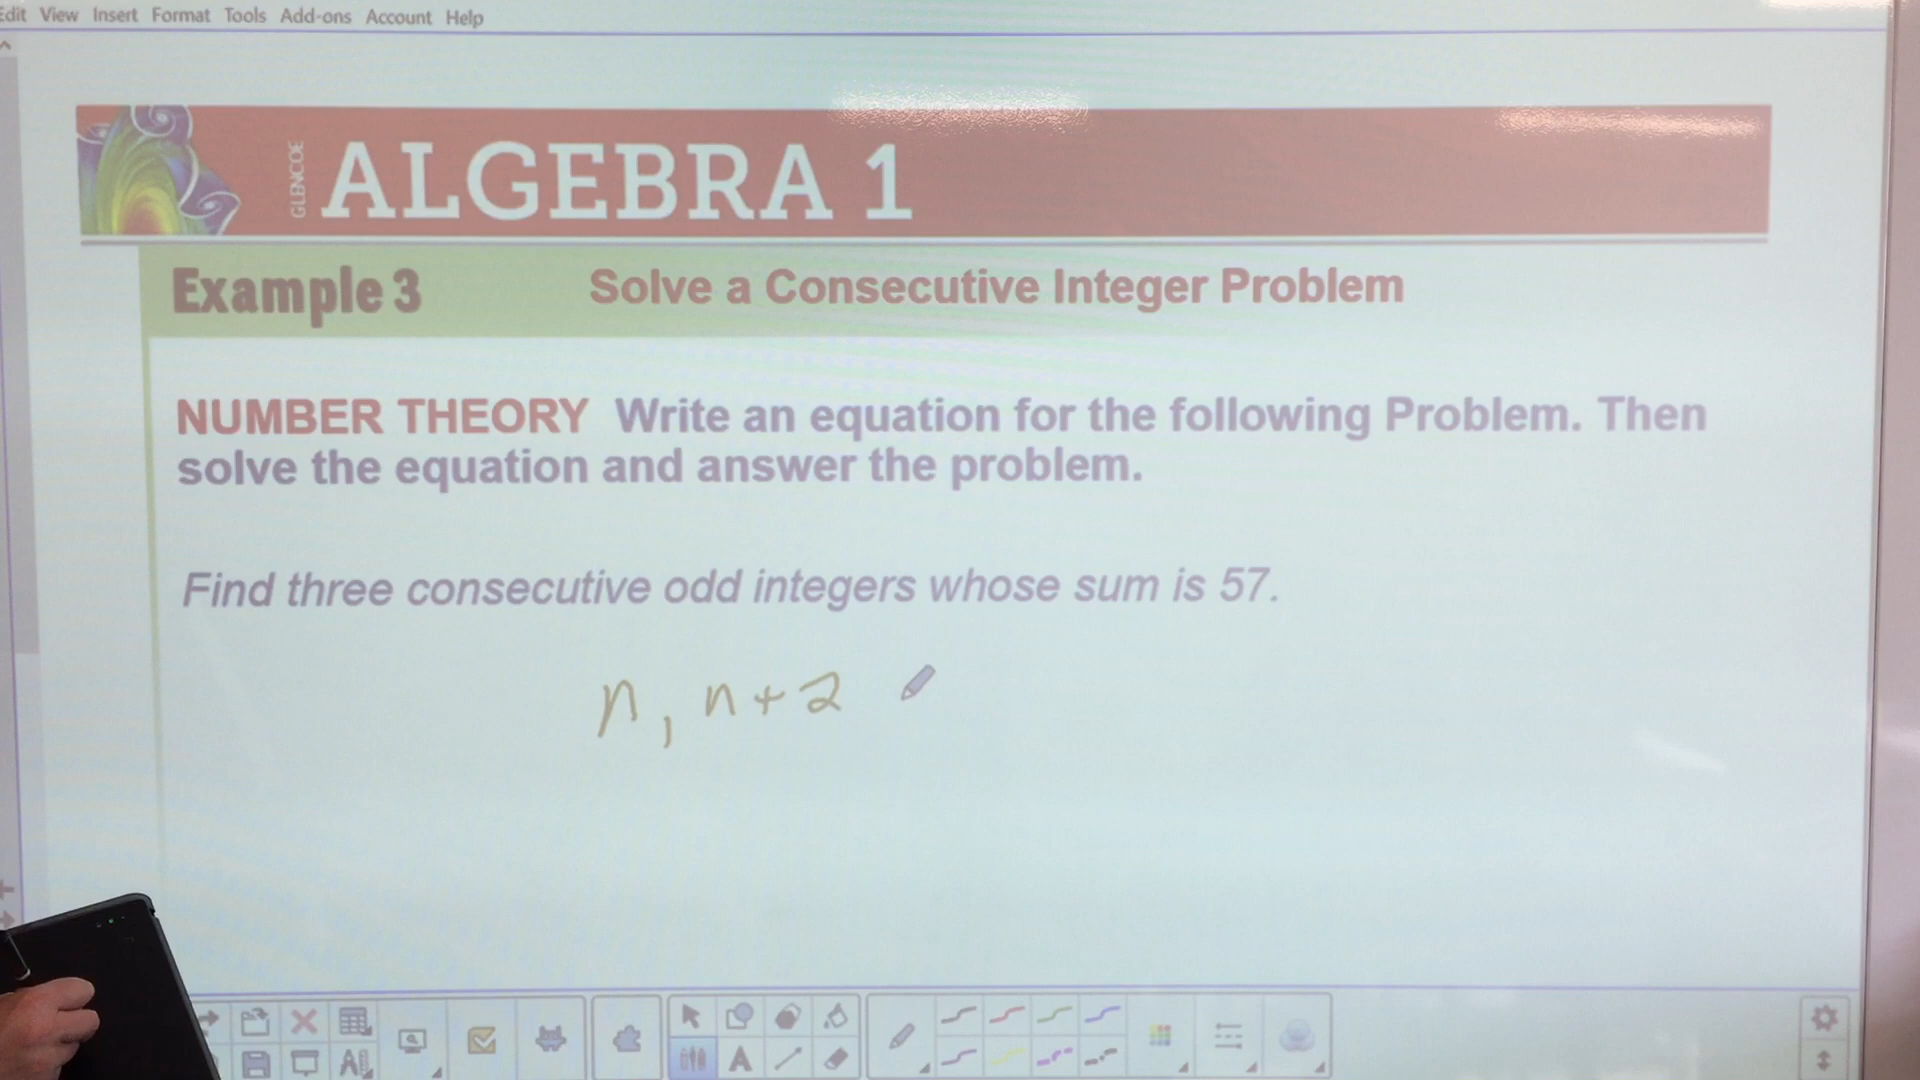 Edit View Insert Format Tools Add-ons Account Help
GLENCOE ALGEBRA 1
Example 3 Solve a Consecutive Integer Problem
NUMBER THEORY Write an equation for the following Problem. Then
solve the equation and answer the problem.
Find three consecutive odd integers whose sum is 57.
n, n+2